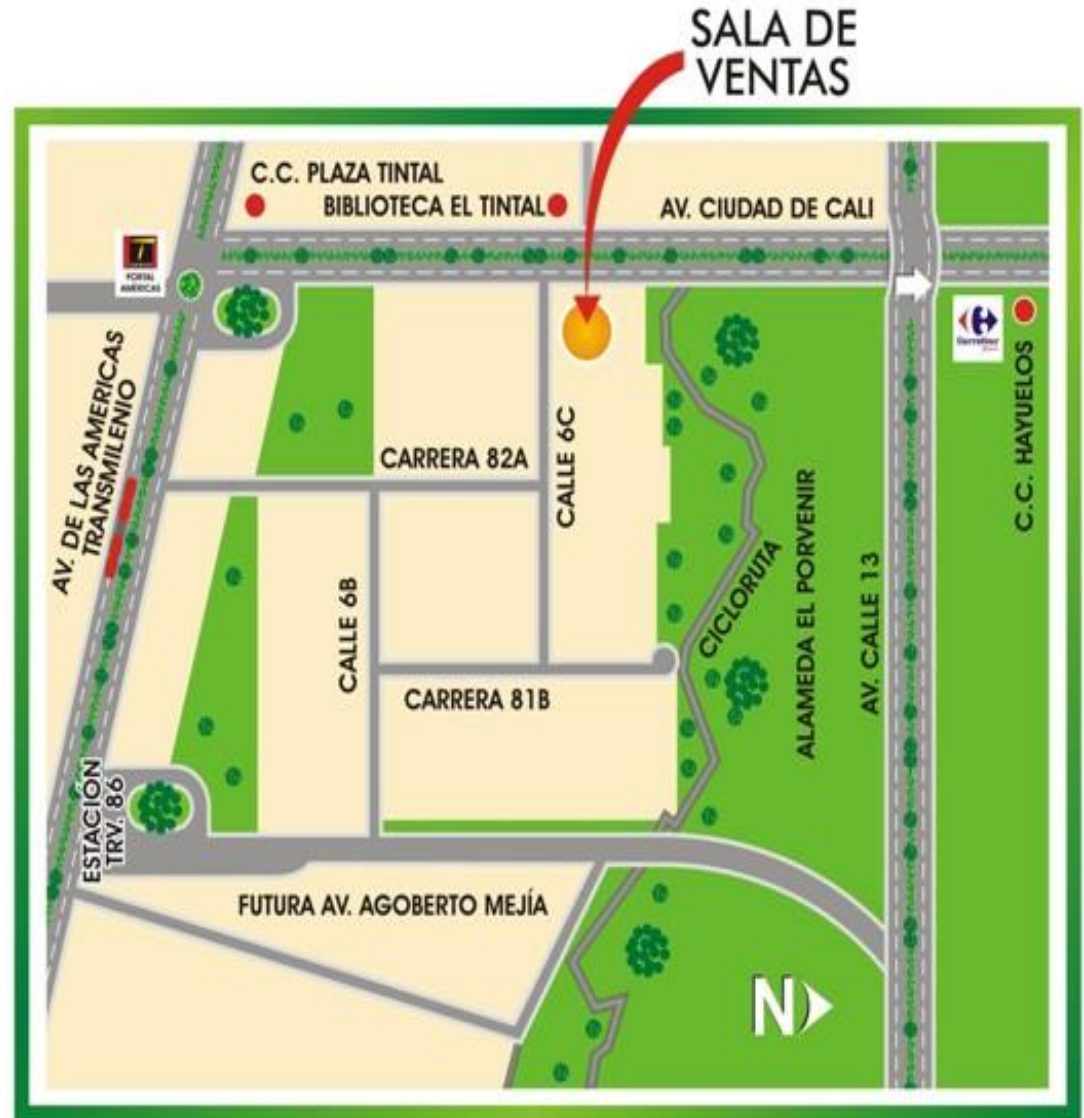 SALA DE
VENTAS
C.C. PLAZA TINTAL
BIBLIOTECA EL TINTAL
AV. CIUDAD DE CALI
T
PORTAL
AMÉRICAS
Carrefour
C.C. HAYUELOS
AV. DE LAS AMERICAS
TRANSMILENIO
CARRERA 82A
CALLE 6C
CALLE 6B
CARRERA 81B
CICLORUTA
ALAMEDA EL PORVENIR
AV. CALLE 13
ESTACIÓN
TRV. 86
FUTURA AV. AGOBERTO MEJÍA
N